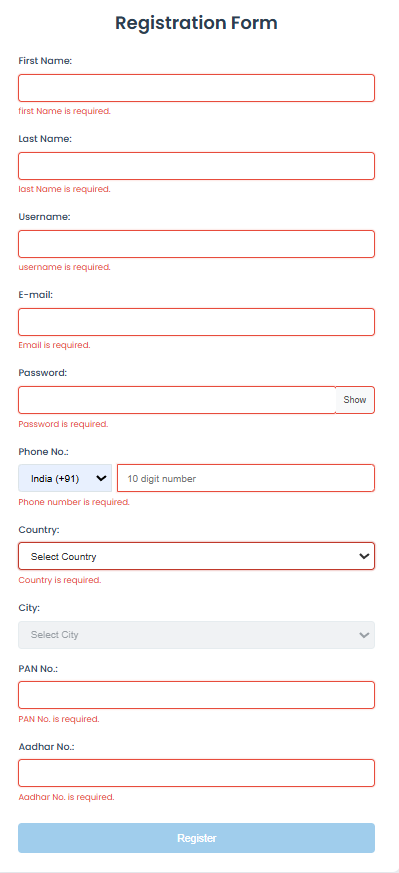 Registration Form
First Name:
first Name is required.
Last Name:
last Name is required.
Username:
username is required.
E-mail:
Email is required.
Password:
Show
Password is required.
Phone No.:
India (+91) 10 digit number
Phone number is required.
Country:
Select Country
Country is required.
City:
Select City
PAN No.:
PAN No. is required.
Aadhar No.:
Aadhar No. is required.
Register